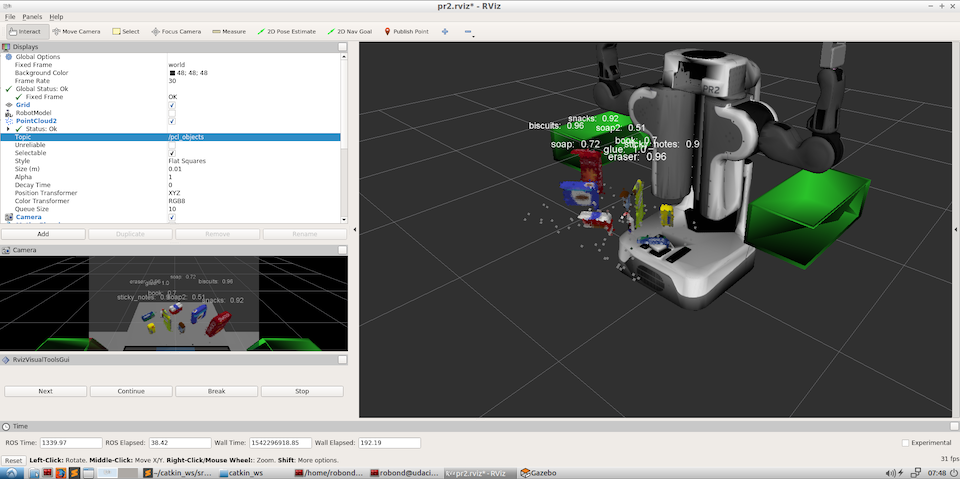 pr2.rviz* - RViz
File Panels Help
Interact Move Camera Select Focus Camera Measure 2D Pose Estimate 2D Nav Goal Publish Point
Displays
Global Options
Fixed Frame world
Background Color 48; 48; 48
Frame Rate 30
Global Status: Ok
Fixed Frame OK
Grid
RobotModel
PointCloud2
Status: Ok
Topic /pcl_objects
Unreliable
Selectable
Style Flat Squares
Size (m) 0.01
Alpha 1
Decay Time 0
Position Transformer XYZ
Color Transformer RGB8
Queue Size 10
Camera
Add Duplicate Remove Rename
Camera
soap: 0.72
eraser: 0.96 glue: 1.0 biscuits: 0.96
book: 0.7
sticky_notes: 0.9 soap2: 0.51 snacks: 0.92
RvizVisualToolsGui
Next Continue Break Stop
PR2
snacks: 0.92
biscuits: 0.96 soap2: 0.51
book: 0.7
soap: 0.72 glue: 1.0 sticky_notes: 0.9
eraser: 0.96
Time
ROS Time: 1339.97 ROS Elapsed: 38.42 Wall Time: 1542296918.85 Wall Elapsed: 192.19 Experimental
Reset Left-Click: Rotate. Middle-Click: Move X/Y. Right-Click/Mouse Wheel:: Zoom. Shift: More options. 31 fps
~/catkin_ws/sr... catkin_ws /home/robond... robond@udaci... pr2.rviz* - RViz Gazebo 07:48